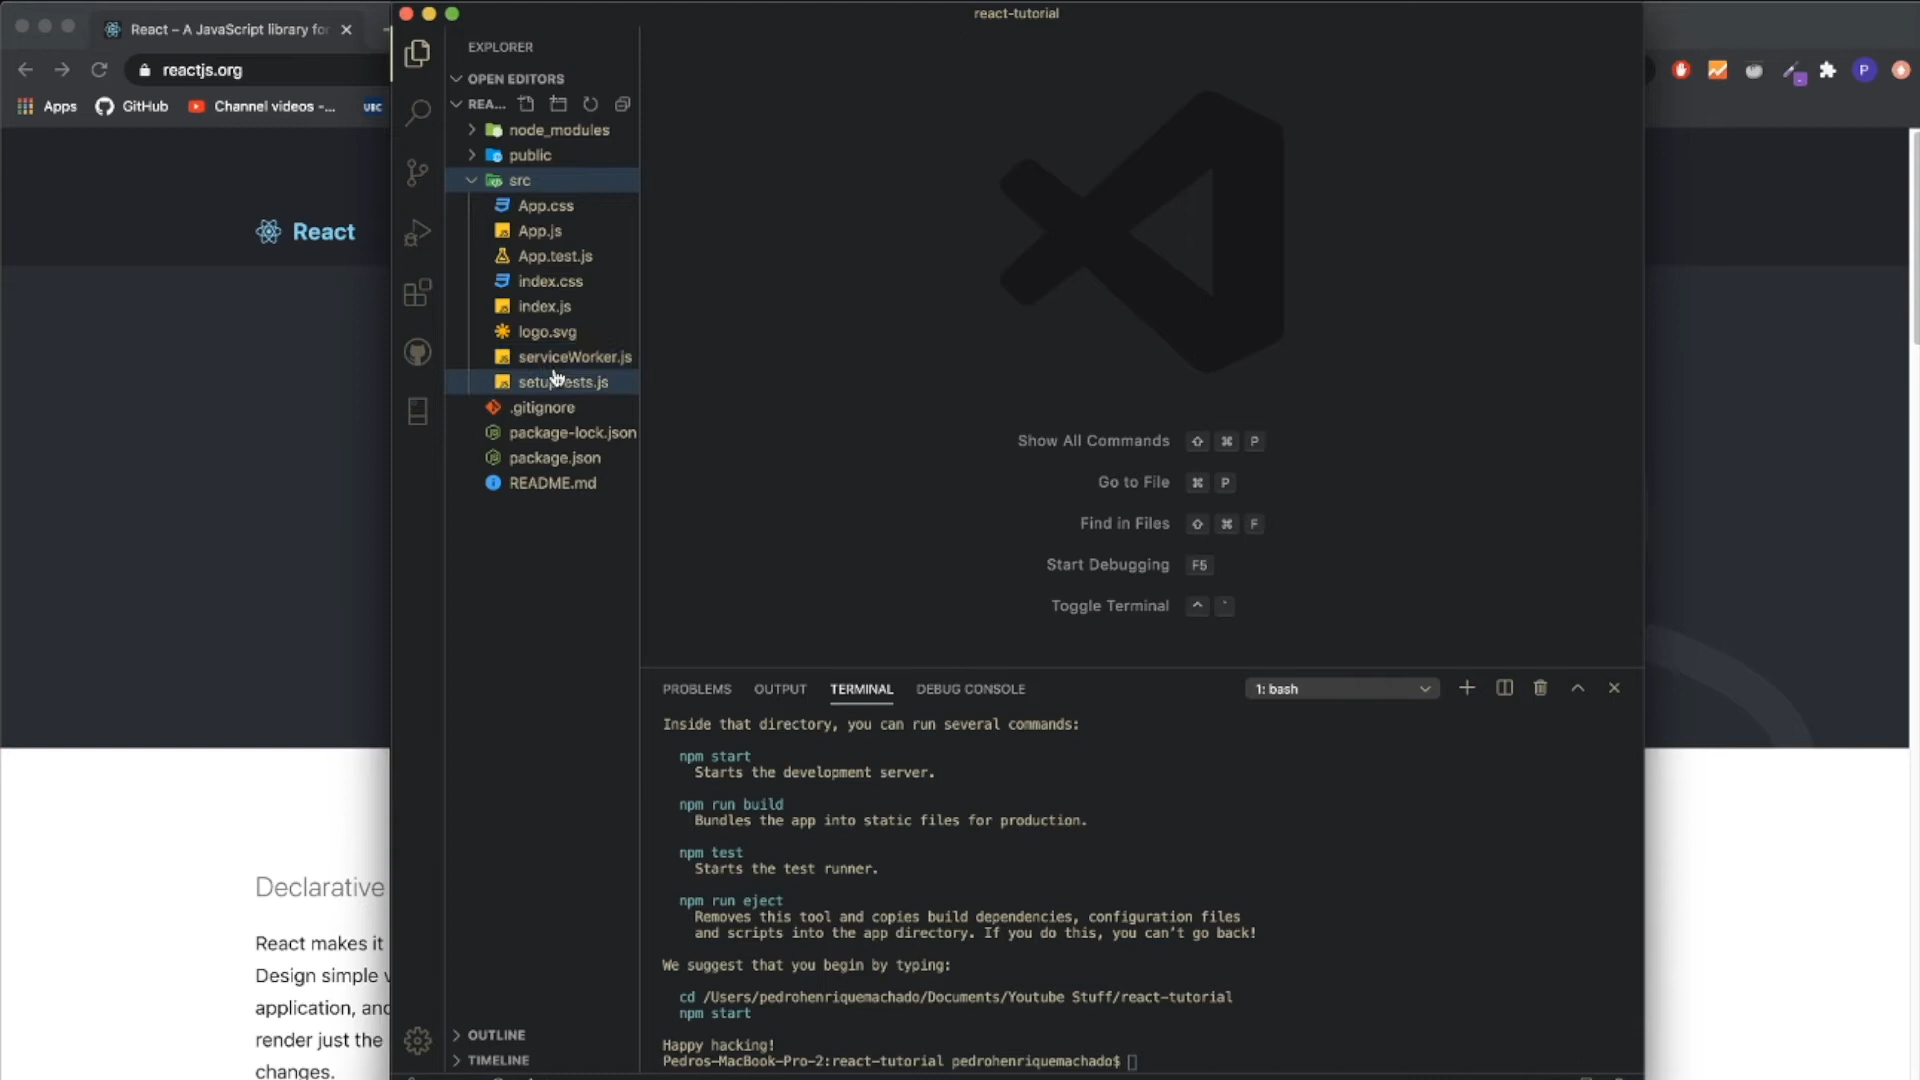 react-tutorial
React – A JavaScript library for
reactjs.org
Apps
GitHub
Channel videos -...
UIC
P
React
Declarative
React makes it
Design simple v
application, and
render just the
changes.
EXPLORER
OPEN EDITORS
REA...
node_modules
public
src
App.css
App.js
App.test.js
index.css
index.js
logo.svg
serviceWorker.js
setupTests.js
.gitignore
package-lock.json
package.json
README.md
OUTLINE
TIMELINE
Show All Commands ⇧ ⌘ P
Go to File ⌘ P
Find in Files ⇧ ⌘ F
Start Debugging F5
Toggle Terminal ^ `
PROBLEMS OUTPUT TERMINAL DEBUG CONSOLE 1: bash
Inside that directory, you can run several commands:
npm start
Starts the development server.
npm run build
Bundles the app into static files for production.
npm test
Starts the test runner.
npm run eject
Removes this tool and copies build dependencies, configuration files
and scripts into the app directory. If you do this, you can’t go back!
We suggest that you begin by typing:
cd /Users/pedrohenriquemachado/Documents/Youtube Stuff/react-tutorial
npm start
Happy hacking!
Pedros-MacBook-Pro-2:react-tutorial pedrohenriquemachado$